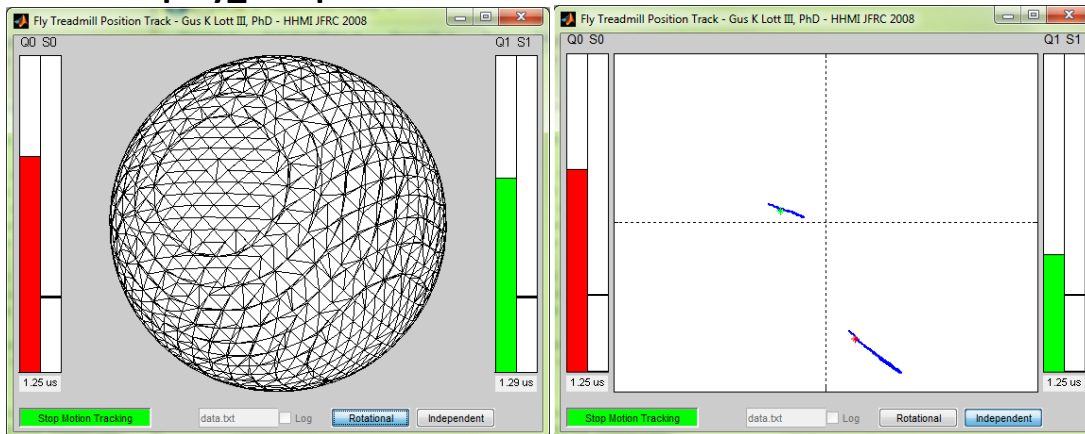 Fly Treadmill Position Track - Gus K Lott III, PhD - HHMI JFRC 2008
Q0 S0
Q1 S1
1.25 us
1.29 us
Stop Motion Tracking
data.txt
Log
Rotational
Independent
Fly Treadmill Position Track - Gus K Lott III, PhD - HHMI JFRC 2008
Q0 S0
Q1 S1
1.25 us
1.25 us
Stop Motion Tracking
data.txt
Log
Rotational
Independent